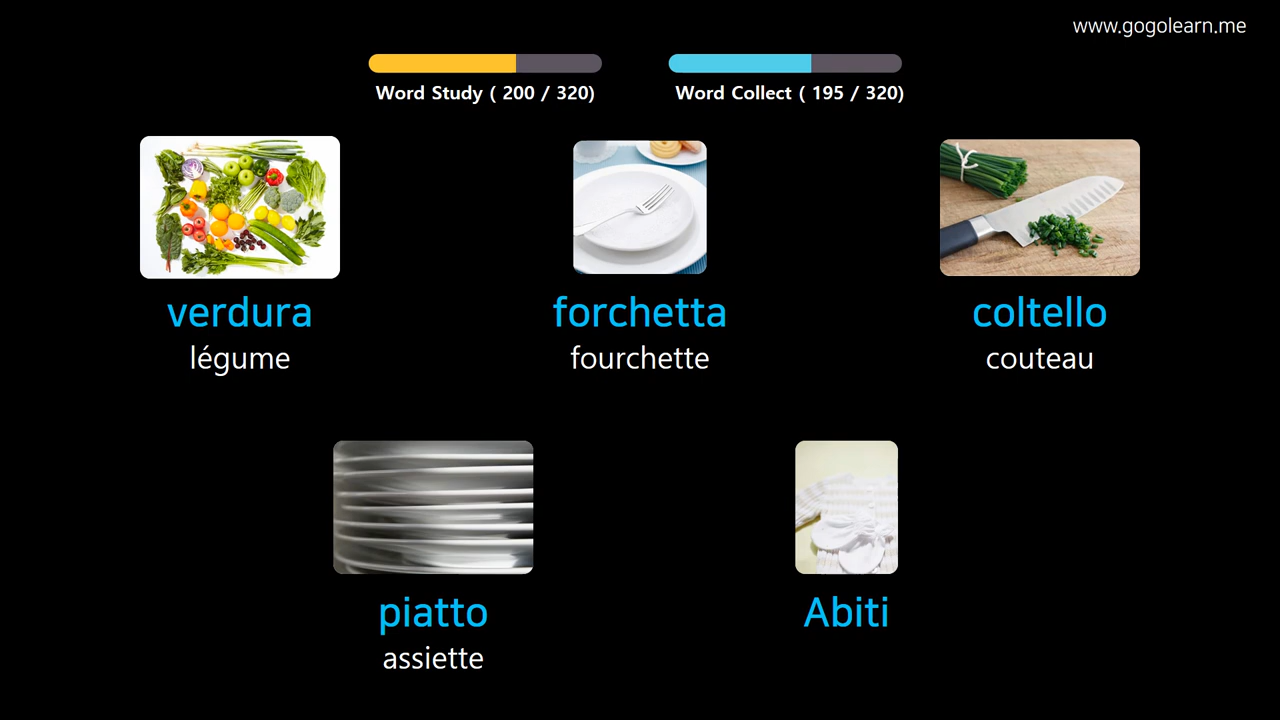 www.gogolearn.me
Word Study ( 200 / 320)
Word Collect ( 195 / 320)
verdura
légume
forchetta
fourchette
coltello
couteau
piatto
assiette
Abiti